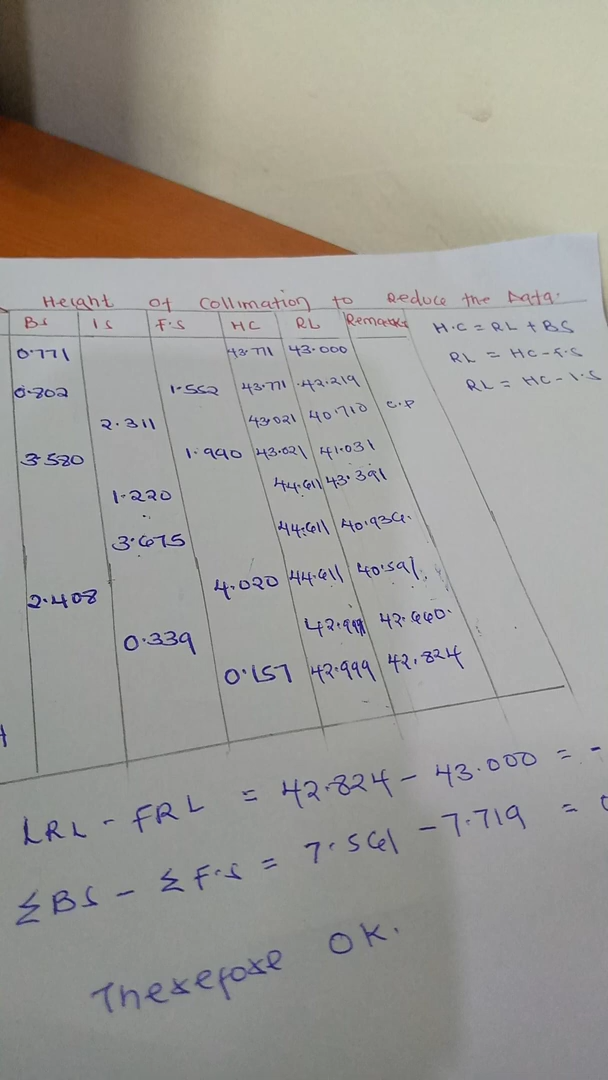 Height of Collimation to Reduce the Data.
BS IS F.S HC RL Remarks
H.C = RL + BS
0.771 43.771 43.000
RL = HC - F.S
0.802 1.552 43.771 42.219
RL = HC - I.S
2.311 43.021 40.710 C.P
3.580 1.990 43.021 41.031
1.220 44.611 43.391
3.675 44.611 40.936.
2.408 4.020 44.611 40.591
0.339 42.999 42.660.
0.157 42.999 42.824
LRL - FRL = 42.824 - 43.000 = -
ΣBS - ΣF.S = 7.561 - 7.719 =
Therefore OK.